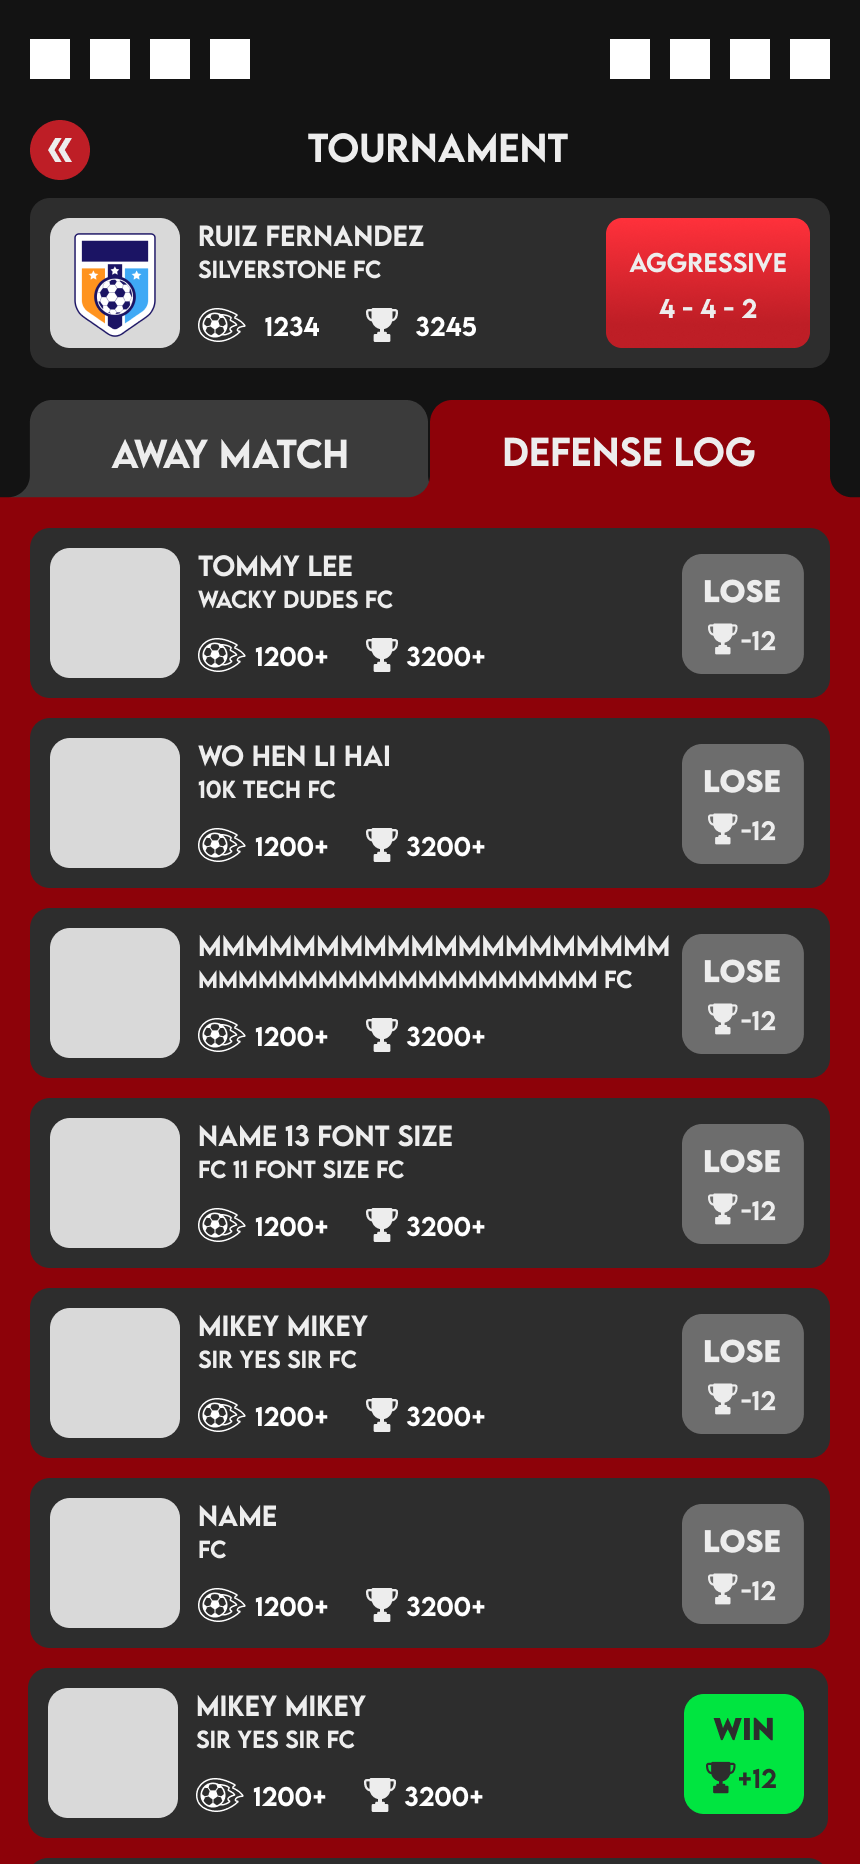 TOURNAMENT
RUIZ FERNANDEZ
SILVERSTONE FC
1234 3245
AGGRESSIVE
4 - 4 - 2
AWAY MATCH
DEFENSE LOG
TOMMY LEE
WACKY DUDES FC
1200+ 3200+
LOSE
-12
WO HEN LI HAI
10K TECH FC
1200+ 3200+
LOSE
-12
MMMMMMMMMMMMMMMMMMMM
MMMMMMMMMMMMMMMMMMMM FC
1200+ 3200+
LOSE
-12
NAME 13 FONT SIZE
FC 11 FONT SIZE FC
1200+ 3200+
LOSE
-12
MIKEY MIKEY
SIR YES SIR FC
1200+ 3200+
LOSE
-12
NAME
FC
1200+ 3200+
LOSE
-12
MIKEY MIKEY
SIR YES SIR FC
1200+ 3200+
WIN
+12